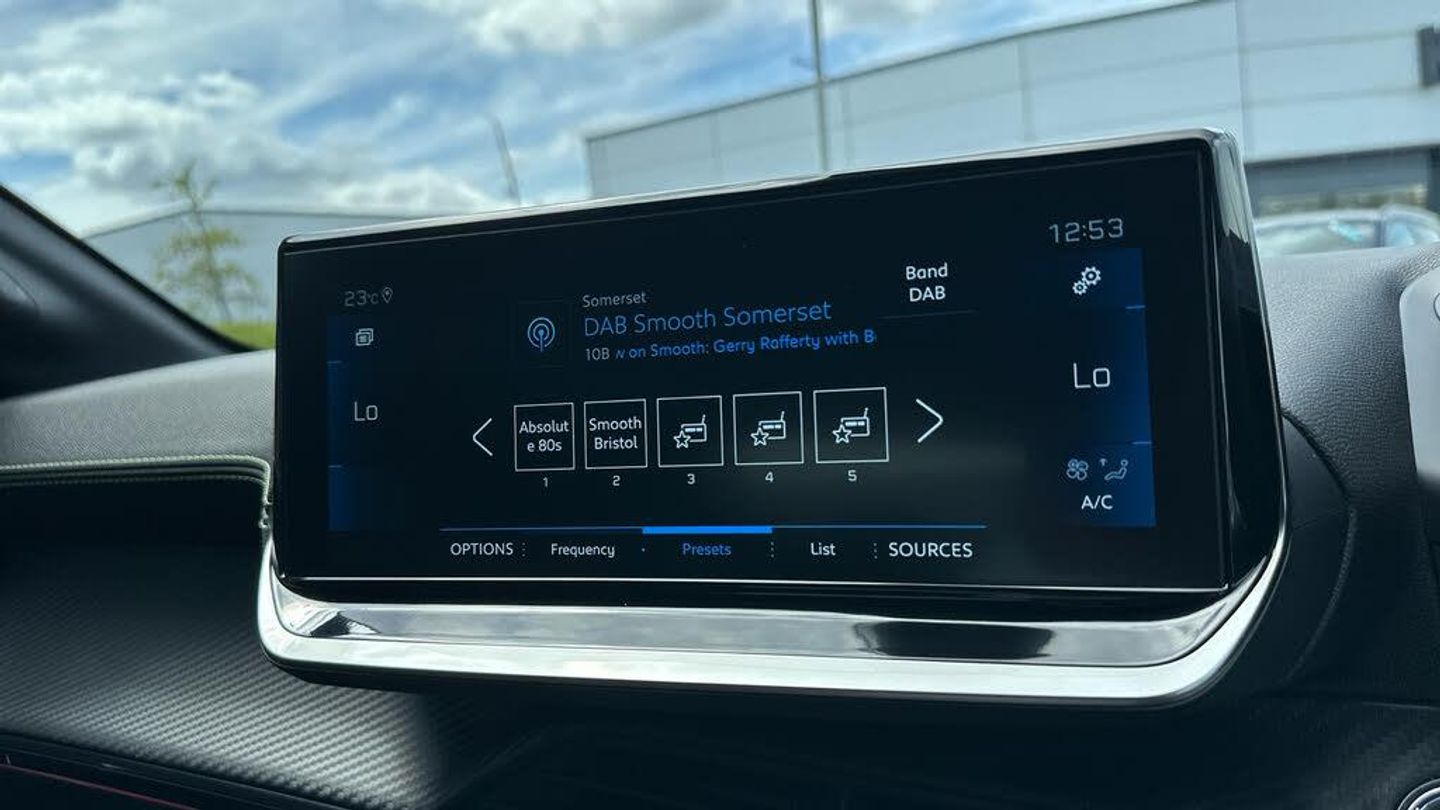 12:53
23°C
Somerset
DAB Smooth Somerset
10B N on Smooth: Gerry Rafferty with B
Band
DAB
Lo
Lo
Absolut
e 80s
Smooth
Bristol
1 2 3 4 5
A/C
OPTIONS Frequency Presets List SOURCES